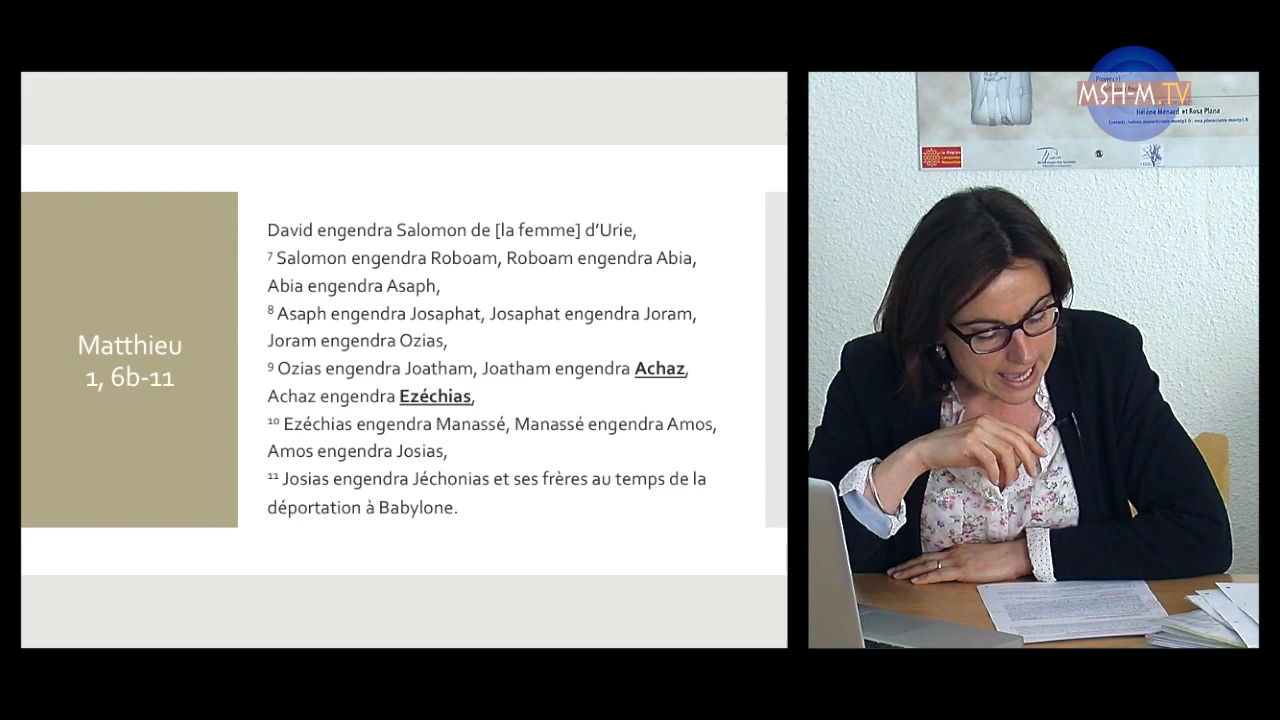 Matthieu
1, 6b-11
David engendra Salomon de [la femme] d’Urie,
⁷ Salomon engendra Roboam, Roboam engendra Abia,
Abia engendra Asaph,
⁸ Asaph engendra Josaphat, Josaphat engendra Joram,
Joram engendra Ozias,
⁹ Ozias engendra Joatham, Joatham engendra Achaz,
Achaz engendra Ezéchias,
¹⁰ Ezéchias engendra Manassé, Manassé engendra Amos,
Amos engendra Josias,
¹¹ Josias engendra Jéchonias et ses frères au temps de la
déportation à Babylone.
MSH-M.TV
Hélène Ménard et Rosa Plana